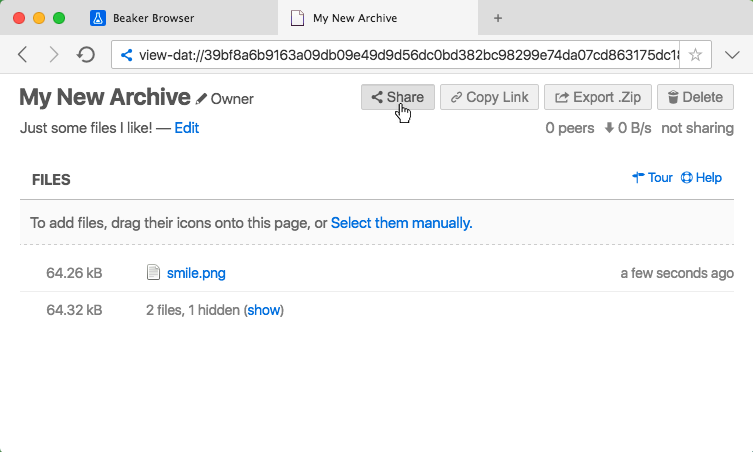 Beaker Browser
My New Archive
view-dat://39bf8a6b9163a09db09e49d9d56dc0bd382bc98299e74da07cd863175dc18
My New Archive Owner
Share
Copy Link
Export .Zip
Delete
Just some files I like! — Edit
0 peers 0 B/s not sharing
FILES
Tour Help
To add files, drag their icons onto this page, or Select them manually.
64.26 kB smile.png a few seconds ago
64.32 kB 2 files, 1 hidden (show)